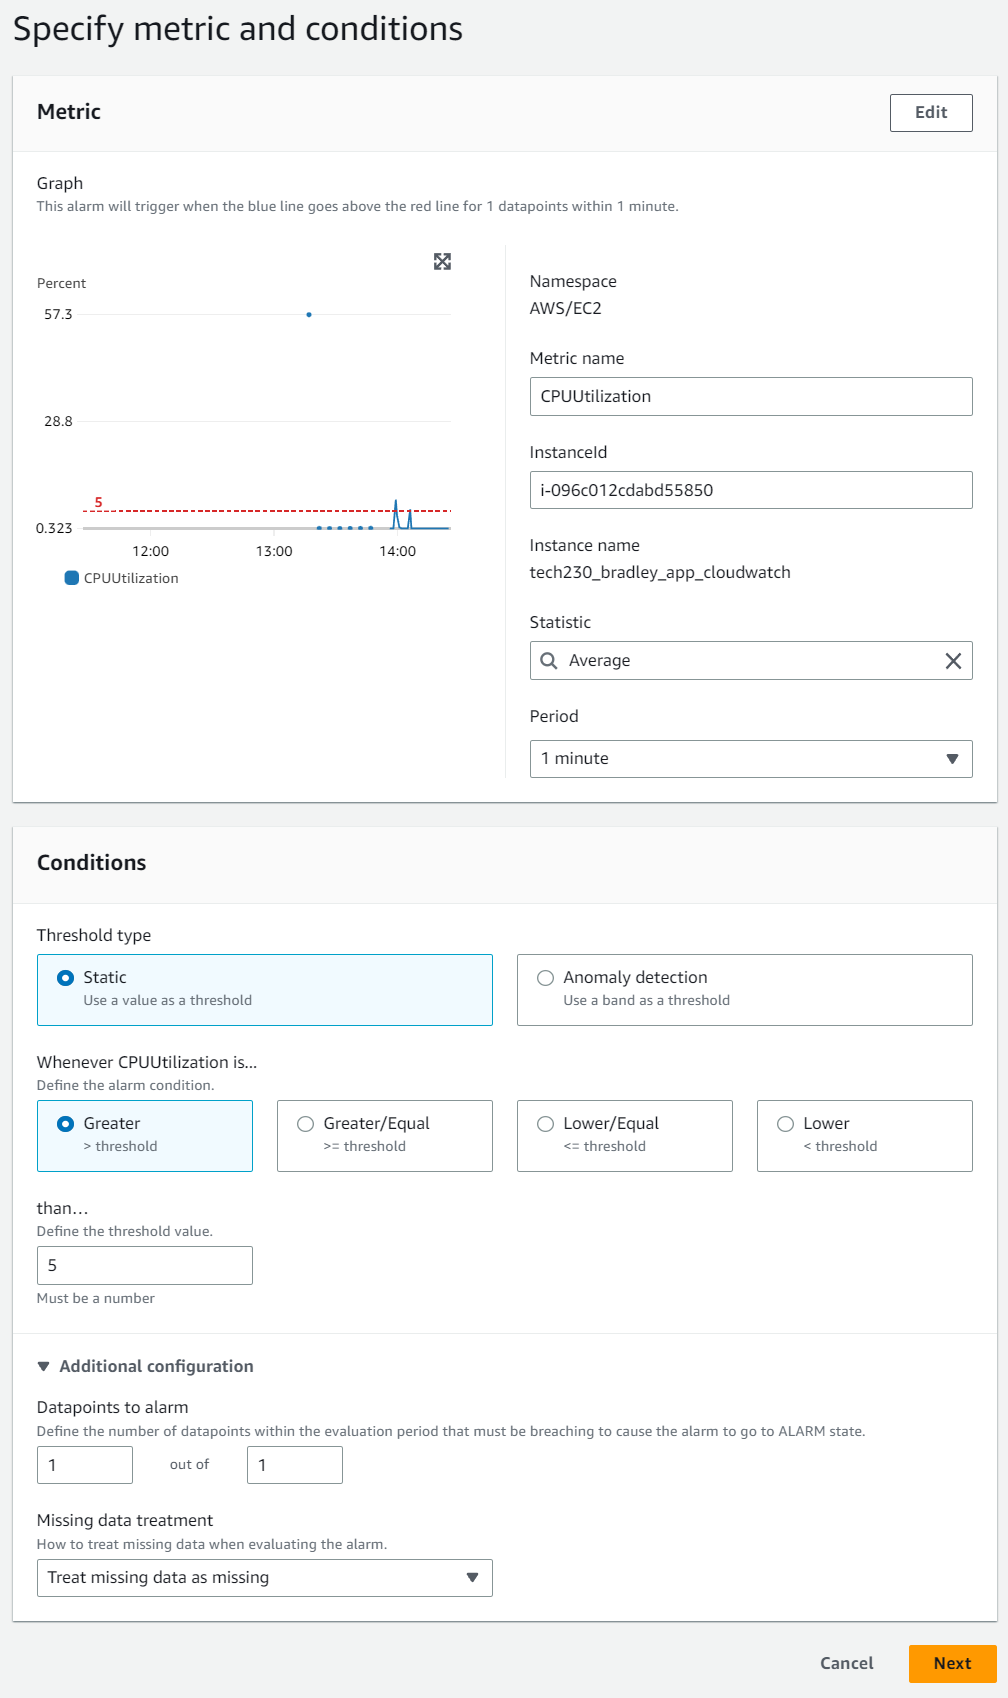 Specify metric and conditions
Metric
Edit
Graph
This alarm will trigger when the blue line goes above the red line for 1 datapoints within 1 minute.
Percent
57.3
28.8
5
0.323
12:00 13:00 14:00
CPUUtilization
Namespace
AWS/EC2
Metric name
CPUUtilization
InstanceId
i-096c012cdabd55850
Instance name
tech230_bradley_app_cloudwatch
Statistic
Average
Period
1 minute
Conditions
Threshold type
Static
Use a value as a threshold
Anomaly detection
Use a band as a threshold
Whenever CPUUtilization is...
Define the alarm condition.
Greater
> threshold
Greater/Equal
>= threshold
Lower/Equal
<= threshold
Lower
< threshold
than...
Define the threshold value.
5
Must be a number
Additional configuration
Datapoints to alarm
Define the number of datapoints within the evaluation period that must be breaching to cause the alarm to go to ALARM state.
1 out of 1
Missing data treatment
How to treat missing data when evaluating the alarm.
Treat missing data as missing
Cancel Next